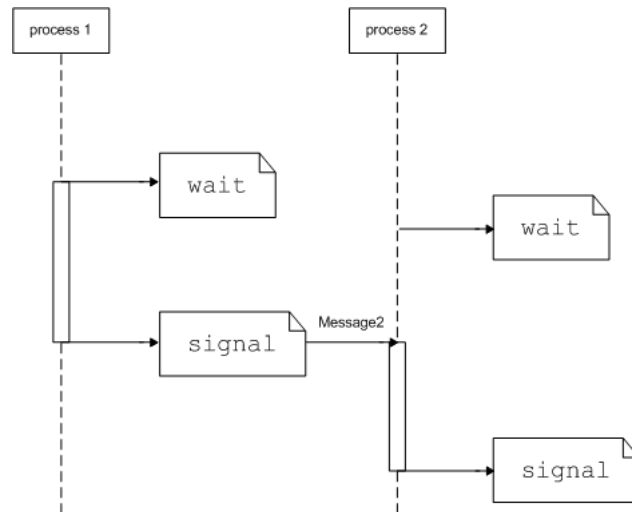 process 1
process 2
wait
wait
Message2
signal
signal